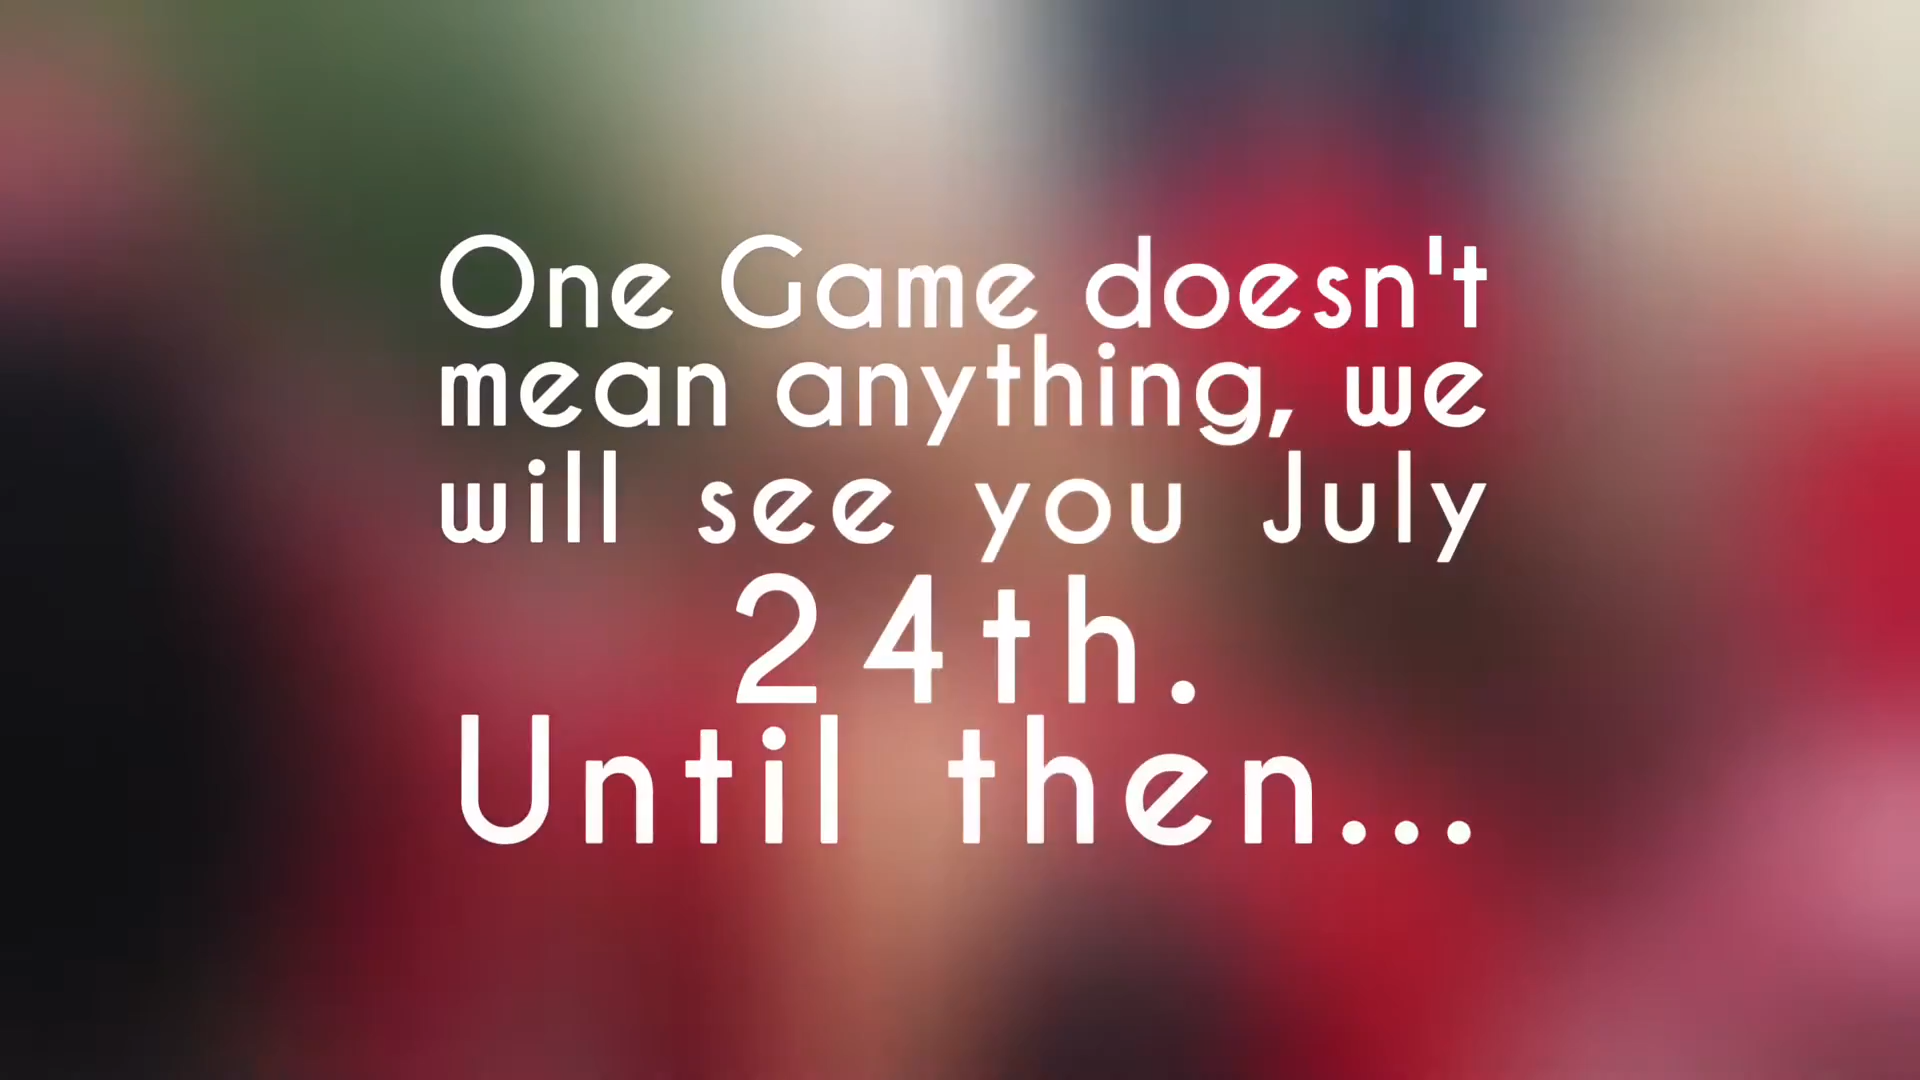 One Game doesn't
mean anything, we
will see you July
24th.
Until then...